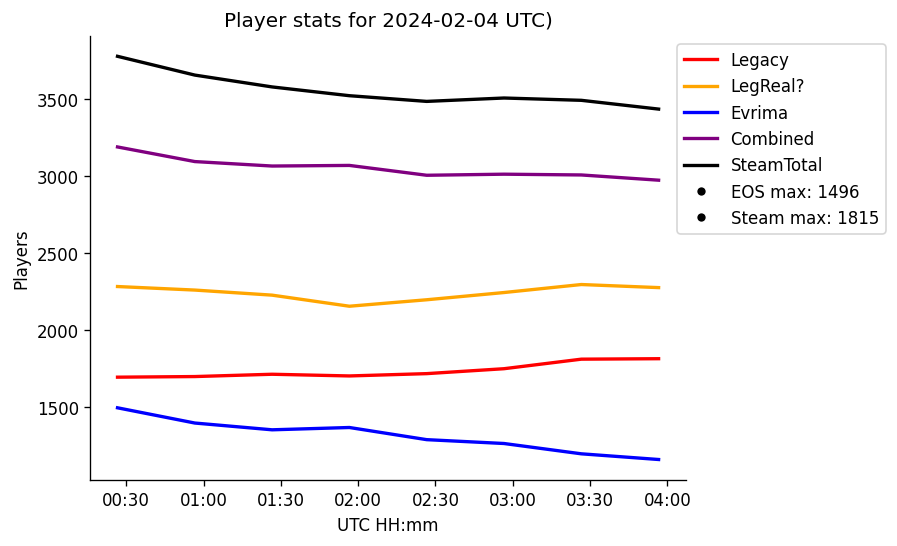 Player stats for 2024-02-04 UTC)
Legacy
LegReal?
Evrima
Combined
SteamTotal
EOS max: 1496
Steam max: 1815
Players
3500
3000
2500
2000
1500
00:30 01:00 01:30 02:00 02:30 03:00 03:30 04:00
UTC HH:mm